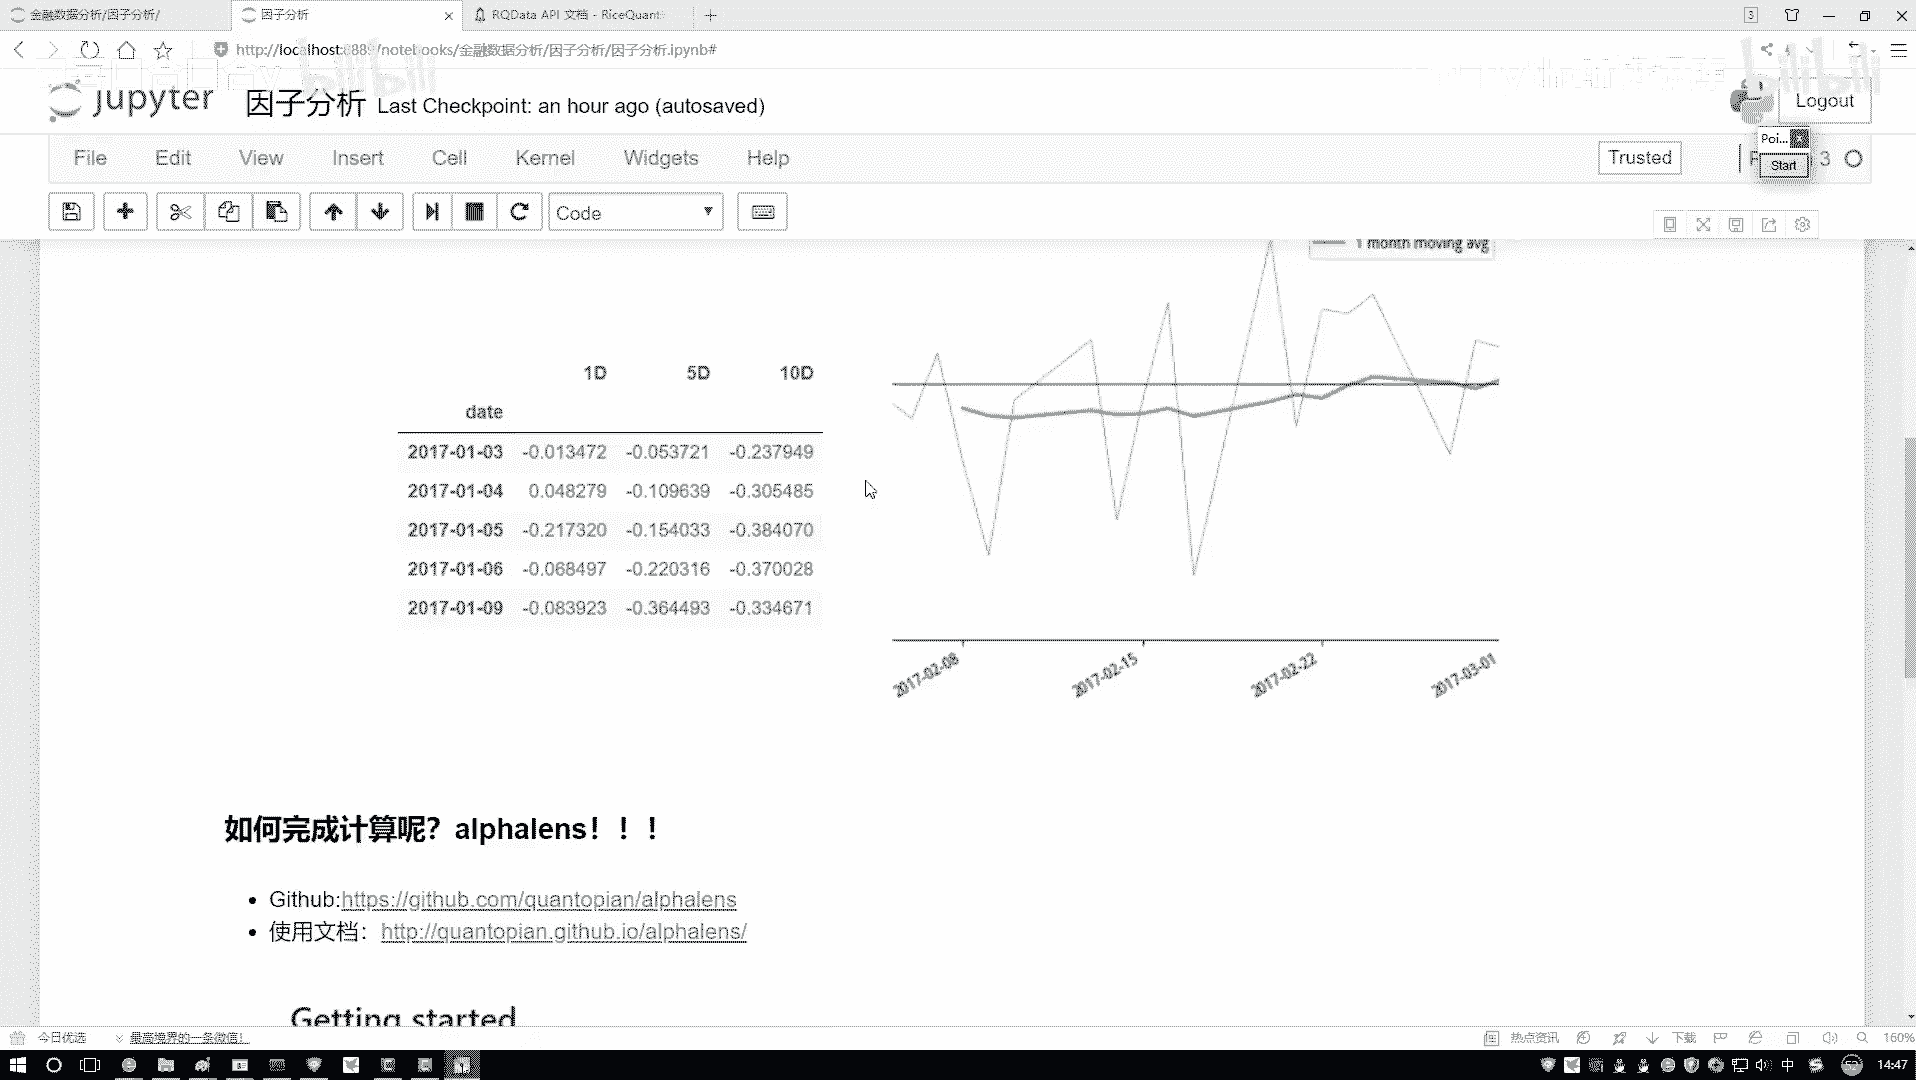 金融数据分析/因子分析/
因子分析
RQData API 文档 - RiceQuant
3
http://localhost:888 /notebooks/金融数据分析/因子分析/因子分析.ipynb#
bilibili
bilibili
jupyter
因子分析 Last Checkpoint: an hour ago (autosaved)
Logout
Poi...
Start
File Edit View Insert Cell Kernel Widgets Help
Trusted
3
Code
1 month moving avg
1D 5D 10D
date
2017-01-03 -0.013472 -0.053721 -0.237949
2017-01-04 0.048279 -0.109639 -0.305485
2017-01-05 -0.217320 -0.154033 -0.384070
2017-01-06 -0.068497 -0.220316 -0.370028
2017-01-09 -0.083923 -0.364493 -0.334671
2017-02-08 2017-02-15 2017-02-22 2017-03-01
如何完成计算呢？alphalens！！！
Github:https://github.com/quantopian/alphalens
使用文档：http://quantopian.github.io/alphalens/
Getting started
今日优选
最高境界的一条微信!
热点资讯
下载
160%
中
52
14:47